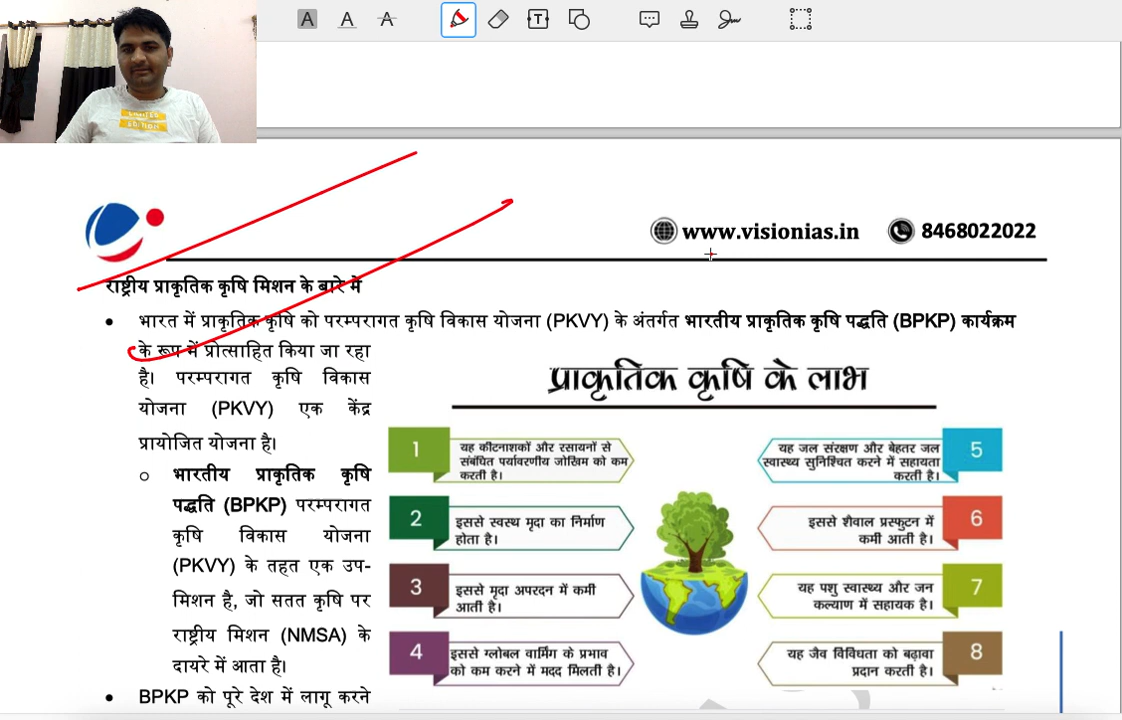 A A A
T
LIMITED
EDITION
www.visionias.in 8468022022
राष्ट्रीय प्राकृतिक कृषि मिशन के बारे में
• भारत में प्राकृतिक कृषि को परम्परागत कृषि विकास योजना (PKVY) के अंतर्गत भारतीय प्राकृतिक कृषि पद्धति (BPKP) कार्यक्रम
के रूप में प्रोत्साहित किया जा रहा
है। परम्परागत कृषि विकास
योजना (PKVY) एक केंद्र
प्रायोजित योजना है।
o भारतीय प्राकृतिक कृषि
पद्धति (BPKP) परम्परागत
कृषि विकास योजना
(PKVY) के तहत एक उप-
मिशन है, जो सतत कृषि पर
राष्ट्रीय मिशन (NMSA) के
दायरे में आता है।
• BPKP को पूरे देश में लागू करने
प्राकृतिक कृषि के लाभ
1
यह कीटनाशकों और रसायनों से
संबंधित पर्यावरणीय जोखिम को कम
करती है।
2
इससे स्वस्थ मृदा का निर्माण
होता है।
3
इससे मृदा अपरदन में कमी
आती है।
4
इससे ग्लोबल वार्मिंग के प्रभाव
को कम करने में मदद मिलती है।
5
यह जल संरक्षण और बेहतर जल
स्वास्थ्य सुनिश्चित करने में सहायता
करती है।
6
इससे शैवाल प्रस्फुटन में
कमी आती है।
7
यह पशु स्वास्थ्य और जन
कल्याण में सहायक है।
8
यह जैव विविधता को बढ़ावा
प्रदान करती है।